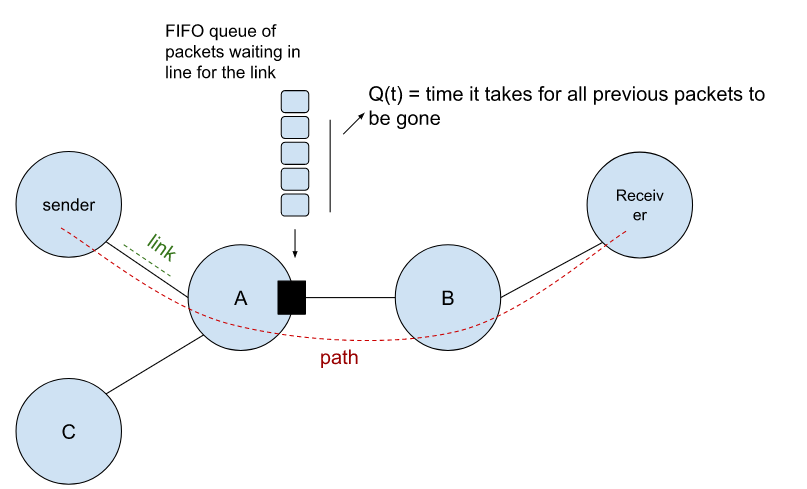 FIFO queue of
packets waiting in
line for the link
Q(t) = time it takes for all previous packets to
be gone
sender
link
Receiv
er
A
B
path
C